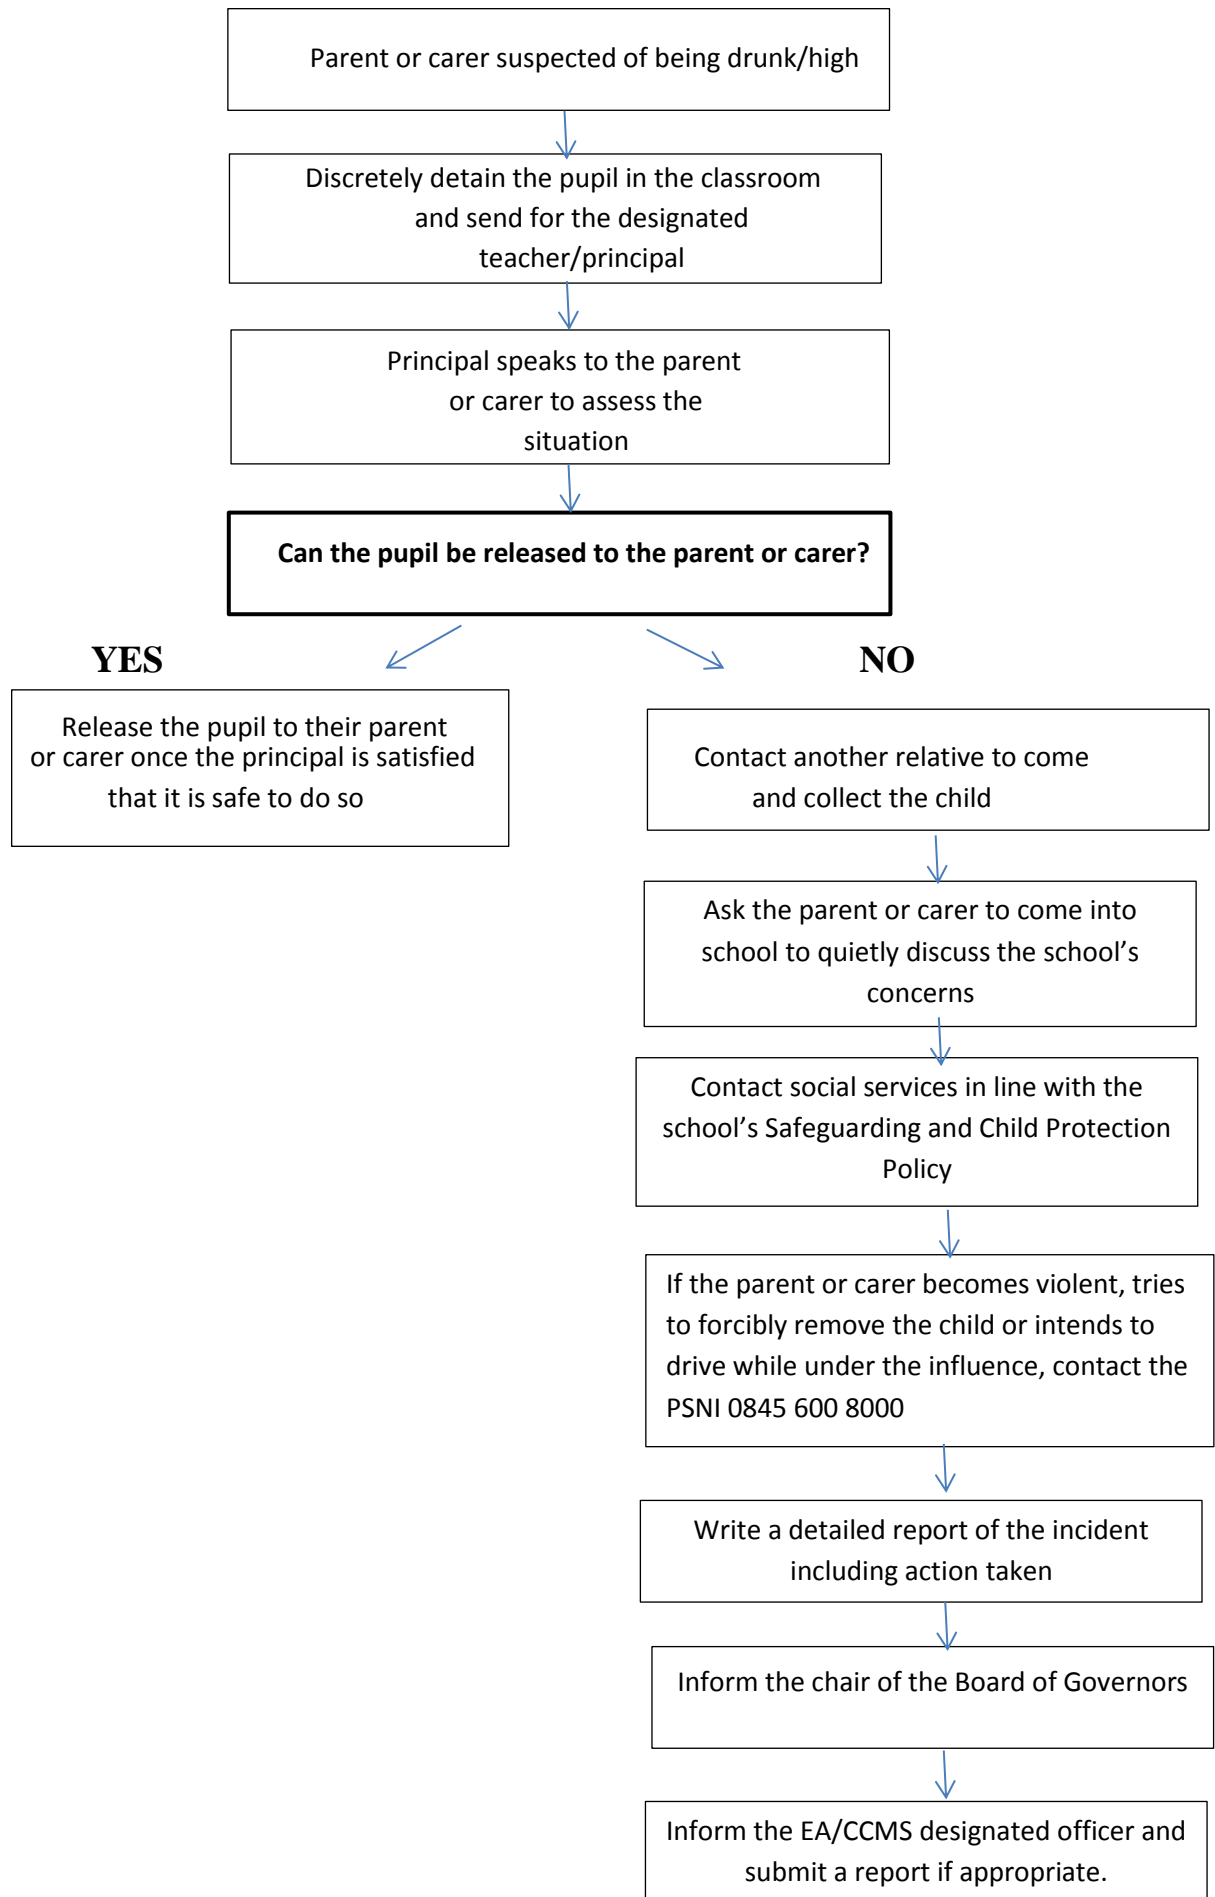 Parent or carer suspected of being drunk/high
Discretely detain the pupil in the classroom
and send for the designated
teacher/principal
Principal speaks to the parent
or carer to assess the
situation
Can the pupil be released to the parent or carer?
YES
Release the pupil to their parent
or carer once the principal is satisfied
that it is safe to do so
NO
Contact another relative to come
and collect the child
Ask the parent or carer to come into
school to quietly discuss the school’s
concerns
Contact social services in line with the
school’s Safeguarding and Child Protection
Policy
If the parent or carer becomes violent, tries
to forcibly remove the child or intends to
drive while under the influence, contact the
PSNI 0845 600 8000
Write a detailed report of the incident
including action taken
Inform the chair of the Board of Governors
Inform the EA/CCMS designated officer and
submit a report if appropriate.